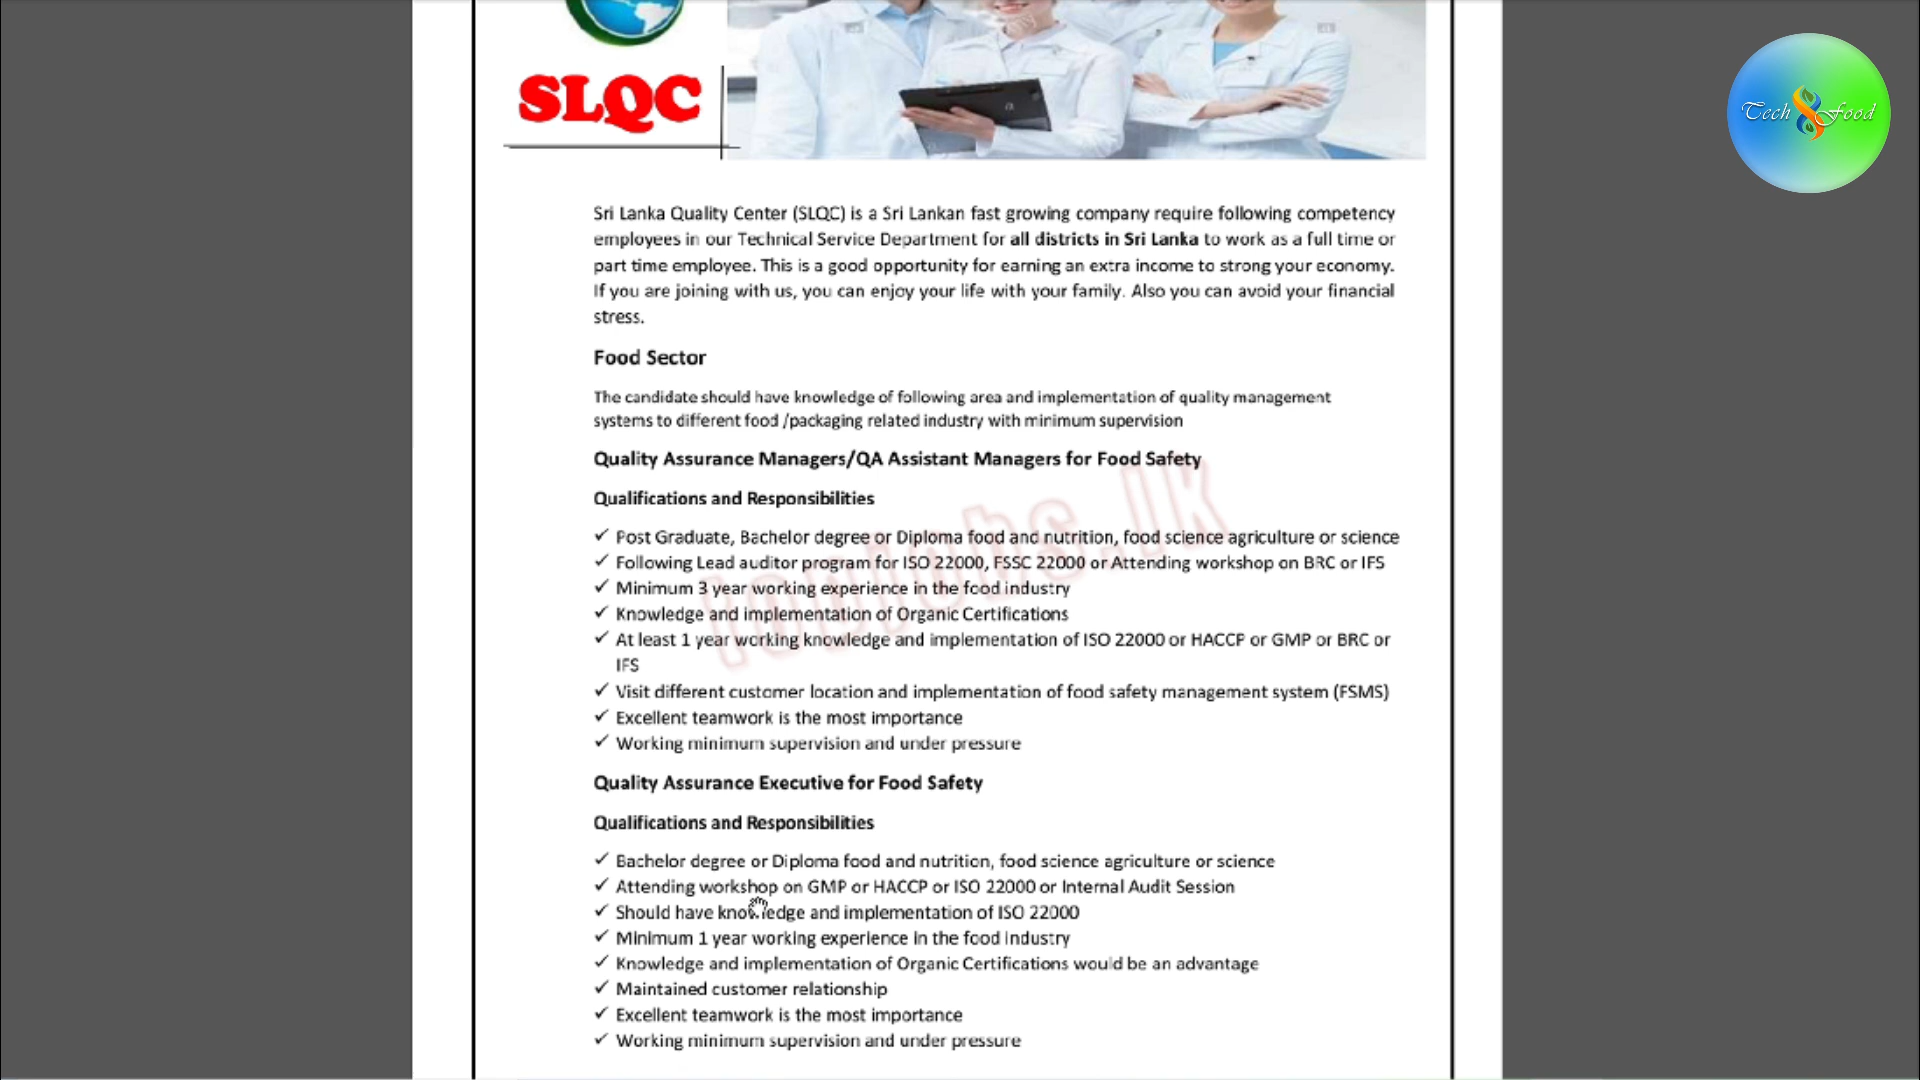 SLQC
Tech Food
Sri Lanka Quality Center (SLQC) is a Sri Lankan fast growing company require following competency
employees in our Technical Service Department for all districts in Sri Lanka to work as a full time or
part time employee. This is a good opportunity for earning an extra income to strong your economy.
If you are joining with us, you can enjoy your life with your family. Also you can avoid your financial
stress.
Food Sector
The candidate should have knowledge of following area and implementation of quality management
systems to different food /packaging related industry with minimum supervision
Quality Assurance Managers/QA Assistant Managers for Food Safety
Qualifications and Responsibilities
✓ Post Graduate, Bachelor degree or Diploma food and nutrition, food science agriculture or science
✓ Following Lead auditor program for ISO 22000, FSSC 22000 or Attending workshop on BRC or IFS
✓ Minimum 3 year working experience in the food industry
✓ Knowledge and implementation of Organic Certifications
✓ At least 1 year working knowledge and implementation of ISO 22000 or HACCP or GMP or BRC or
IFS
✓ Visit different customer location and implementation of food safety management system (FSMS)
✓ Excellent teamwork is the most importance
✓ Working minimum supervision and under pressure
topjobs.lk
Quality Assurance Executive for Food Safety
Qualifications and Responsibilities
✓ Bachelor degree or Diploma food and nutrition, food science agriculture or science
✓ Attending workshop on GMP or HACCP or ISO 22000 or Internal Audit Session
✓ Should have knowledge and implementation of ISO 22000
✓ Minimum 1 year working experience in the food industry
✓ Knowledge and implementation of Organic Certifications would be an advantage
✓ Maintained customer relationship
✓ Excellent teamwork is the most importance
✓ Working minimum supervision and under pressure